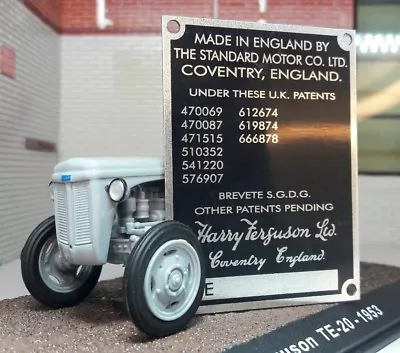 MADE IN ENGLAND BY
THE STANDARD MOTOR CO. LTD.
COVENTRY, ENGLAND.
UNDER THESE U.K. PATENTS
470069 612674
470087 619874
471515 666878
510352
541220
576907
BREVETE S.G.D.G.
OTHER PATENTS PENDING
Harry Ferguson Ltd.
Coventry England.
E
uson TE-20-1953